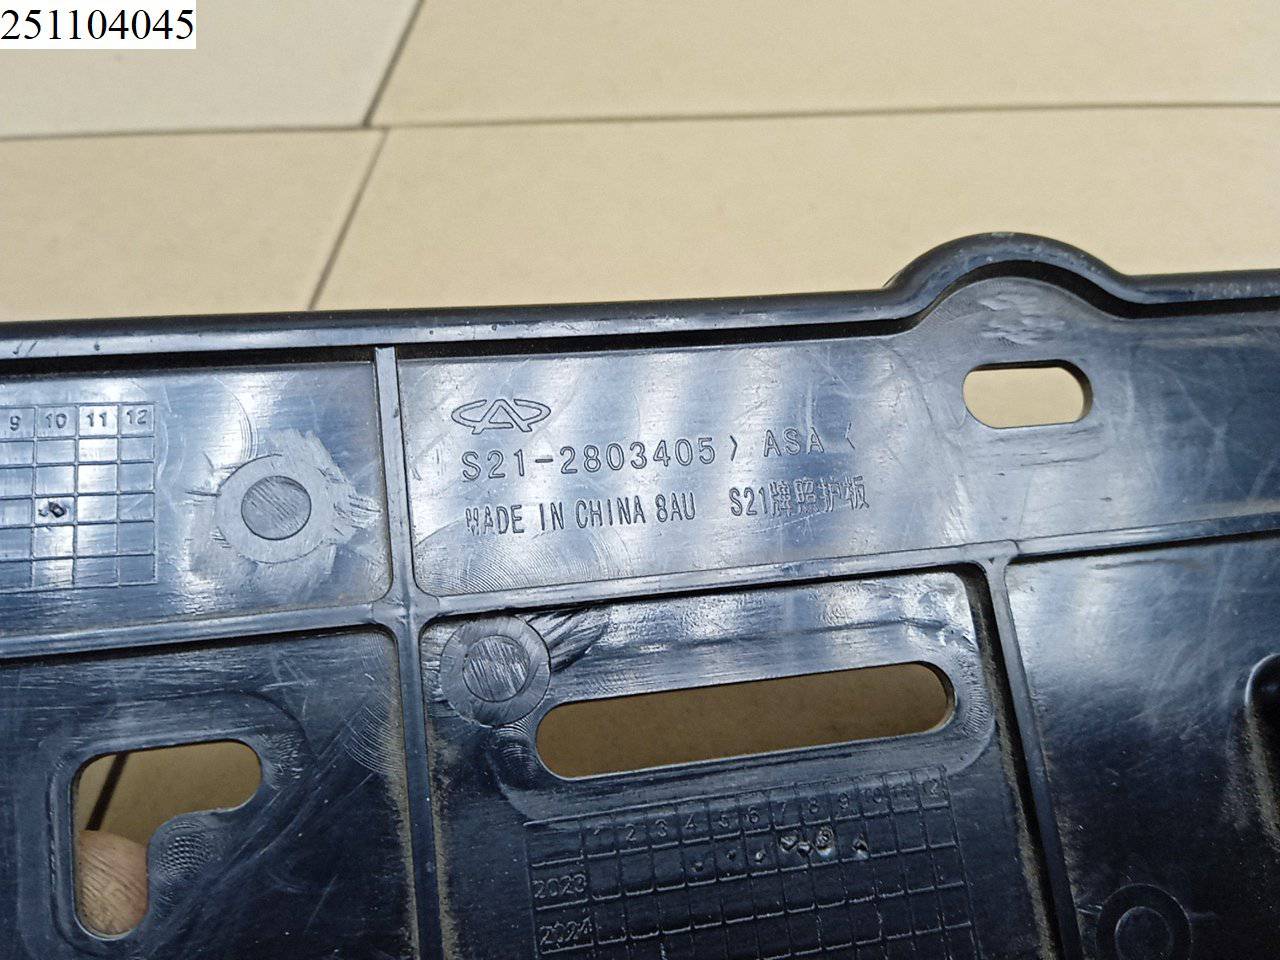 251104045
9 10 11 12
S21-2803405 >ASA<
MADE IN CHINA 8AU S21牌照护板
1 2 3 4 5 6 7 8 9 10 11 12
2023
2024